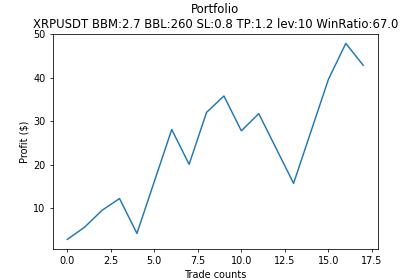 Portfolio
XRPUSDT BBM:2.7 BBL:260 SL:0.8 TP:1.2 lev:10 WinRatio:67.0
50
40
30
20
10
Profit ($)
0.0 2.5 5.0 7.5 10.0 12.5 15.0 17.5
Trade counts